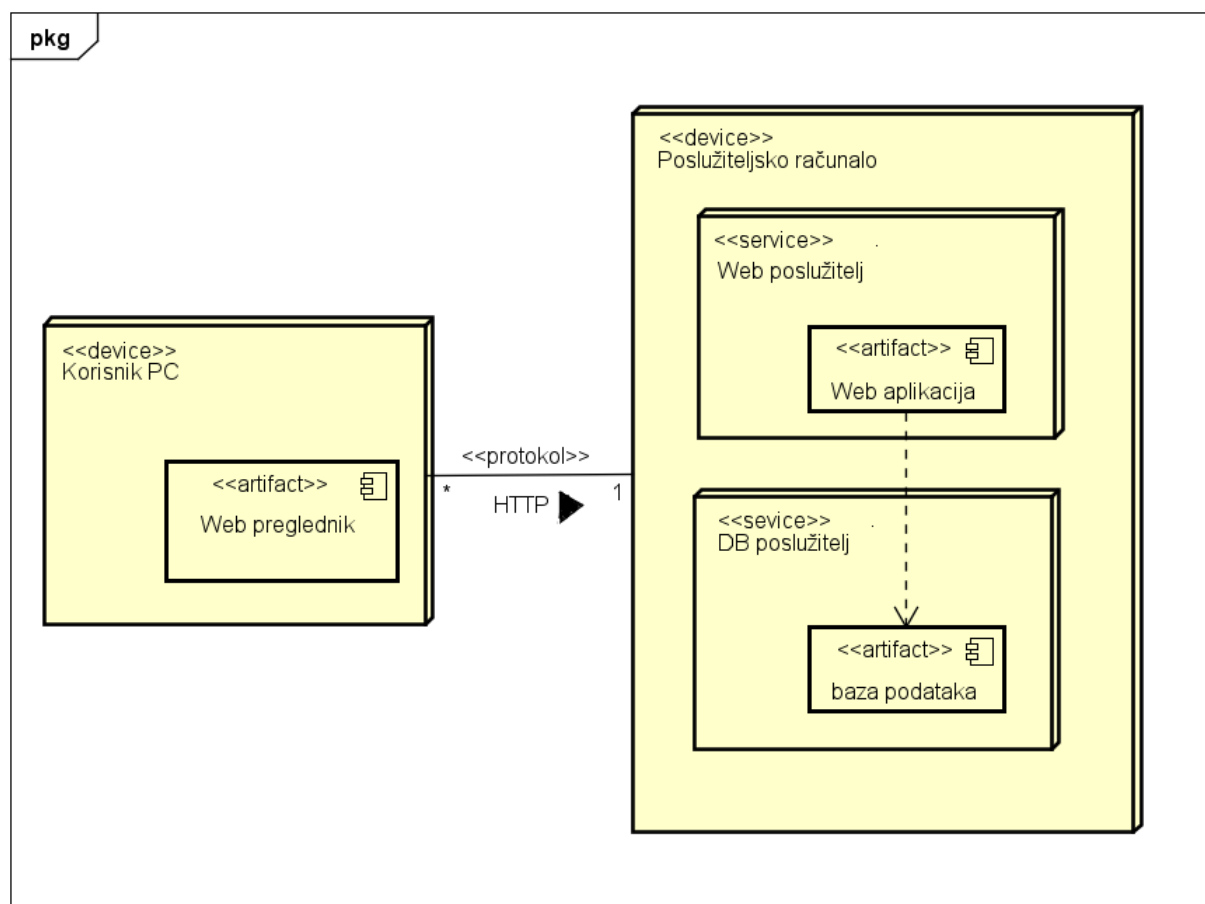 pkg
<<device>>
Poslužiteljsko računalo
<<service>>
Web poslužitelj
<<artifact>>
Web aplikacija
<<device>>
Korisnik PC
<<artifact>>
Web preglednik
<<protokol>>
*
HTTP
1
<<sevice>>
DB poslužitelj
<<artifact>>
baza podataka